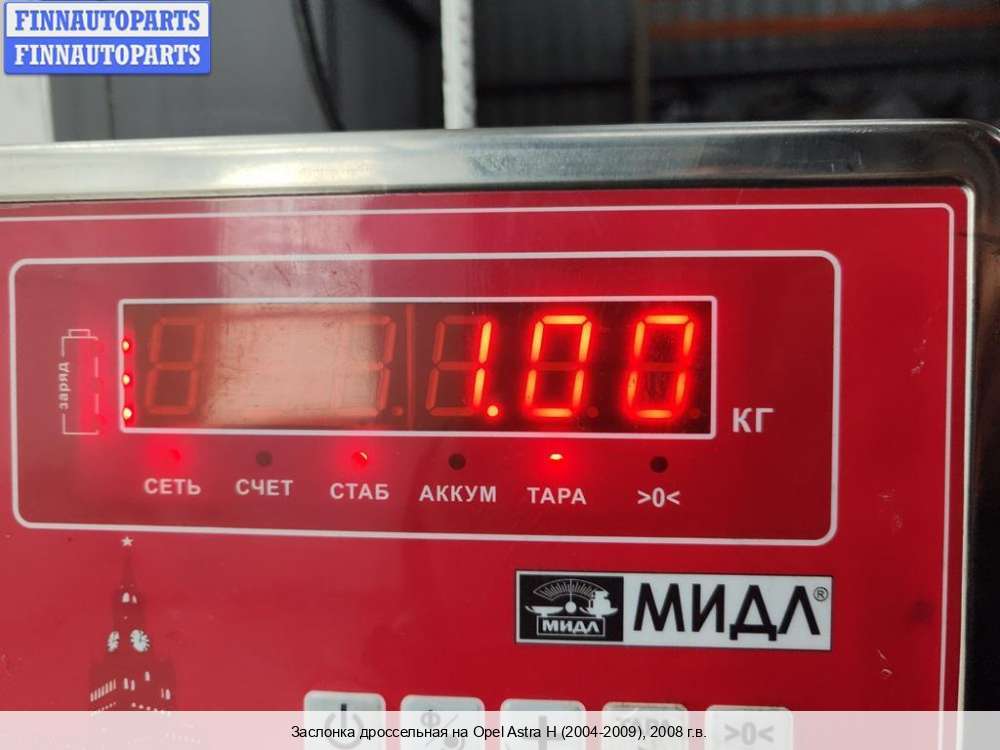 FINNAUTOPARTS
FINNAUTOPARTS
заряд
1.00
КГ
СЕТЬ СЧЕТ СТАБ АККУМ ТАРА >0<
МИДЛ
МИДЛ®
>0<
Заслонка дроссельная на Opel Astra H (2004-2009), 2008 г.в.